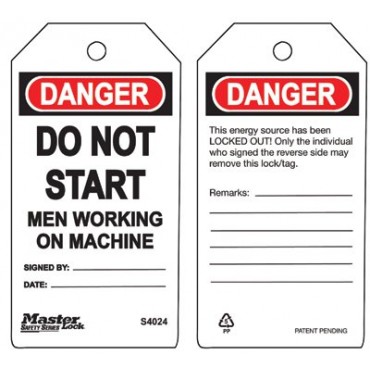 DANGER
DO NOT
START
MEN WORKING
ON MACHINE
SIGNED BY:
DATE:
Master
Lock
SAFETY SERIES
S4024
DANGER
This energy source has been
LOCKED OUT! Only the individual
who signed the reverse side may
remove this lock/tag.
Remarks:
PP
PATENT PENDING